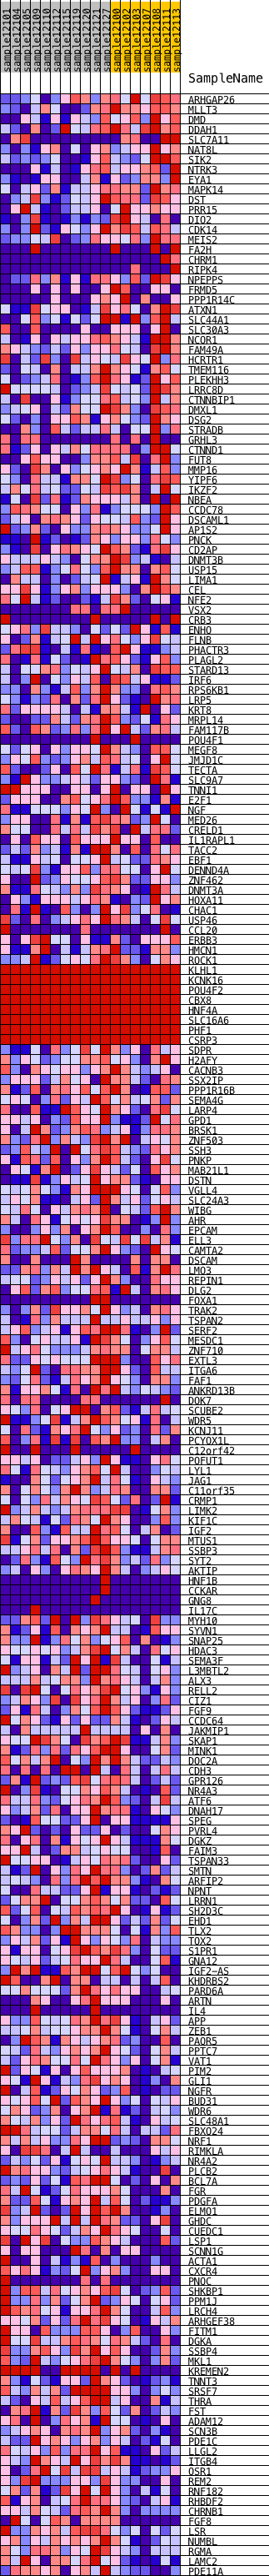 SampleName
ARHGAP26
MLLT3
DMD
DDAH1
SLC7A11
NAT8L
SIK2
NTRK3
EYA1
MAPK14
DST
PRR15
DIO2
CDK14
MEIS2
FA2H
CHRM1
RIPK4
NPEPPS
FRMD5
PPP1R14C
ATXN1
SLC44A1
SLC30A3
NCOR1
FAM49A
HCRTR1
TMEM116
PLEKHH3
LRRC8D
CTNNBIP1
DMXL1
DSG2
STRADB
GRHL3
CTNND1
FUT8
MMP16
YIPF6
IKZF2
NBEA
CCDC78
DSCAML1
AP1S2
PNCK
CD2AP
DNMT3B
USP15
LIMA1
CEL
NFE2
VSX2
CRB3
ENHO
FLNB
PHACTR3
PLAGL2
STARD13
IRF6
RPS6KB1
LRP5
KRT8
MRPL14
FAM117B
POU4F1
MEGF8
JMJD1C
TECTA
SLC9A7
TNNI1
E2F1
NGF
MED26
CRELD1
IL1RAPL1
TACC2
EBF1
DENND4A
ZNF462
DNMT3A
HOXA11
CHAC1
USP46
CCL20
ERBB3
HMCN1
ROCK1
KLHL1
KCNK16
POU4F2
CBX8
HNF4A
SLC16A6
PHF1
CSRP3
SDPR
H2AFY
CACNB3
SSX2IP
PPP1R16B
SEMA4G
LARP4
GPD1
BRSK1
ZNF503
SSH3
PNKP
MAB21L1
DSTN
VGLL4
SLC24A3
WIBG
AHR
EPCAM
ELL3
CAMTA2
DSCAM
LMO3
REPIN1
DLG2
FOXA1
TRAK2
TSPAN2
SERF2
MESDC1
ZNF710
EXTL3
ITGA6
FAF1
ANKRD13B
DOK7
SCUBE2
WDR5
KCNJ11
PCYOX1L
C12orf42
POFUT1
LYL1
JAG1
C11orf35
CRMP1
LIMK2
KIF1C
IGF2
MTUS1
SSBP3
SYT2
AKTIP
HNF1B
CCKAR
GNG8
IL17C
MYH10
SYVN1
SNAP25
HDAC3
SEMA3F
L3MBTL2
ALX3
RELL2
CIZ1
FGF9
CCDC64
JAKMIP1
SKAP1
MINK1
DOC2A
CDH3
GPR126
NR4A3
ATF6
DNAH17
SPEG
PVRL4
DGKZ
FAIM3
TSPAN33
SMTN
ARFIP2
NPNT
LRRN1
SH2D3C
EHD1
TLX2
TOX2
S1PR1
GNA12
IGF2-AS
KHDRBS2
PARD6A
ARTN
IL4
APP
ZEB1
PAQR5
PPTC7
VAT1
PIM2
GLI1
NGFR
BUD31
WDR6
SLC48A1
FBXO24
NRF1
RIMKLA
NR4A2
PLCB2
BCL7A
FGR
PDGFA
ELMO1
GHDC
CUEDC1
LSP1
SCNN1G
ACTA1
CXCR4
PNOC
SHKBP1
PPM1J
LRCH4
ARHGEF38
FITM1
DGKA
SSBP4
MKL1
KREMEN2
TNNT3
SRSF7
THRA
FST
ADAM12
SCN3B
PDE1C
LLGL2
ITGB4
OSR1
REM2
RNF182
RHBDF2
CHRNB1
FGF8
LSR
NUMBL
RGMA
LAMC2
PDE11A